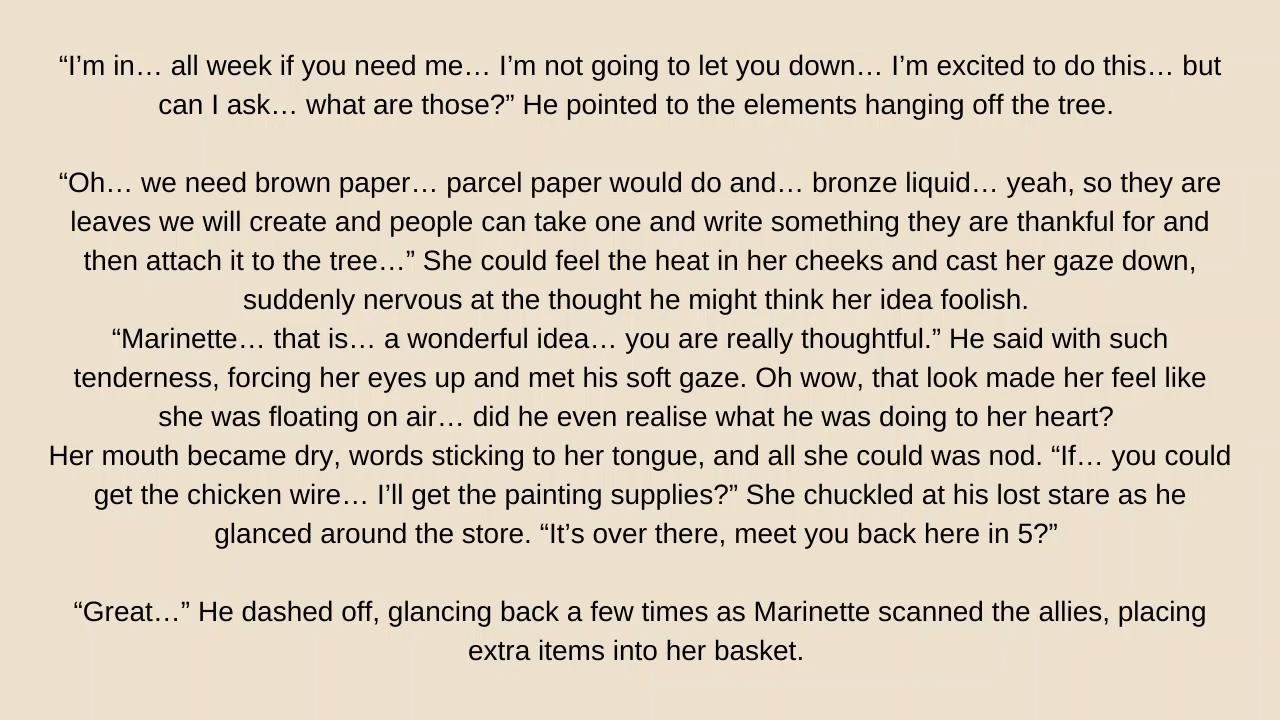 “I’m in… all week if you need me… I’m not going to let you down… I’m excited to do this… but
can I ask… what are those?” He pointed to the elements hanging off the tree.
“Oh… we need brown paper… parcel paper would do and… bronze liquid… yeah, so they are
leaves we will create and people can take one and write something they are thankful for and
then attach it to the tree…” She could feel the heat in her cheeks and cast her gaze down,
suddenly nervous at the thought he might think her idea foolish.
“Marinette… that is… a wonderful idea… you are really thoughtful.” He said with such
tenderness, forcing her eyes up and met his soft gaze. Oh wow, that look made her feel like
she was floating on air… did he even realise what he was doing to her heart?
Her mouth became dry, words sticking to her tongue, and all she could was nod. “If… you could
get the chicken wire… I’ll get the painting supplies?” She chuckled at his lost stare as he
glanced around the store. “It’s over there, meet you back here in 5?”
“Great…” He dashed off, glancing back a few times as Marinette scanned the allies, placing
extra items into her basket.